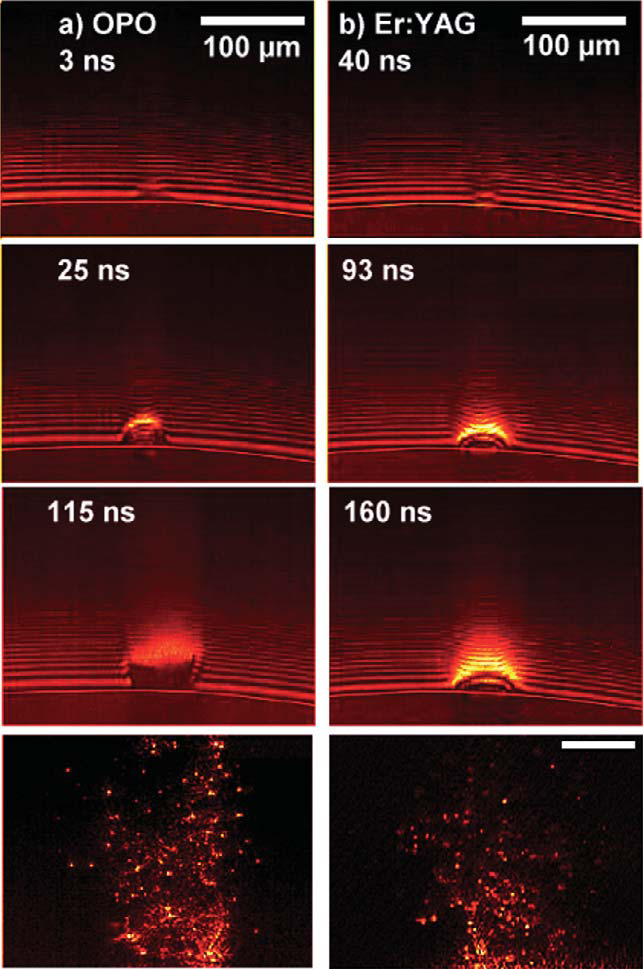 a) OPO
100 µm
3 ns
b) Er:YAG
100 µm
40 ns
25 ns
93 ns
115 ns
160 ns